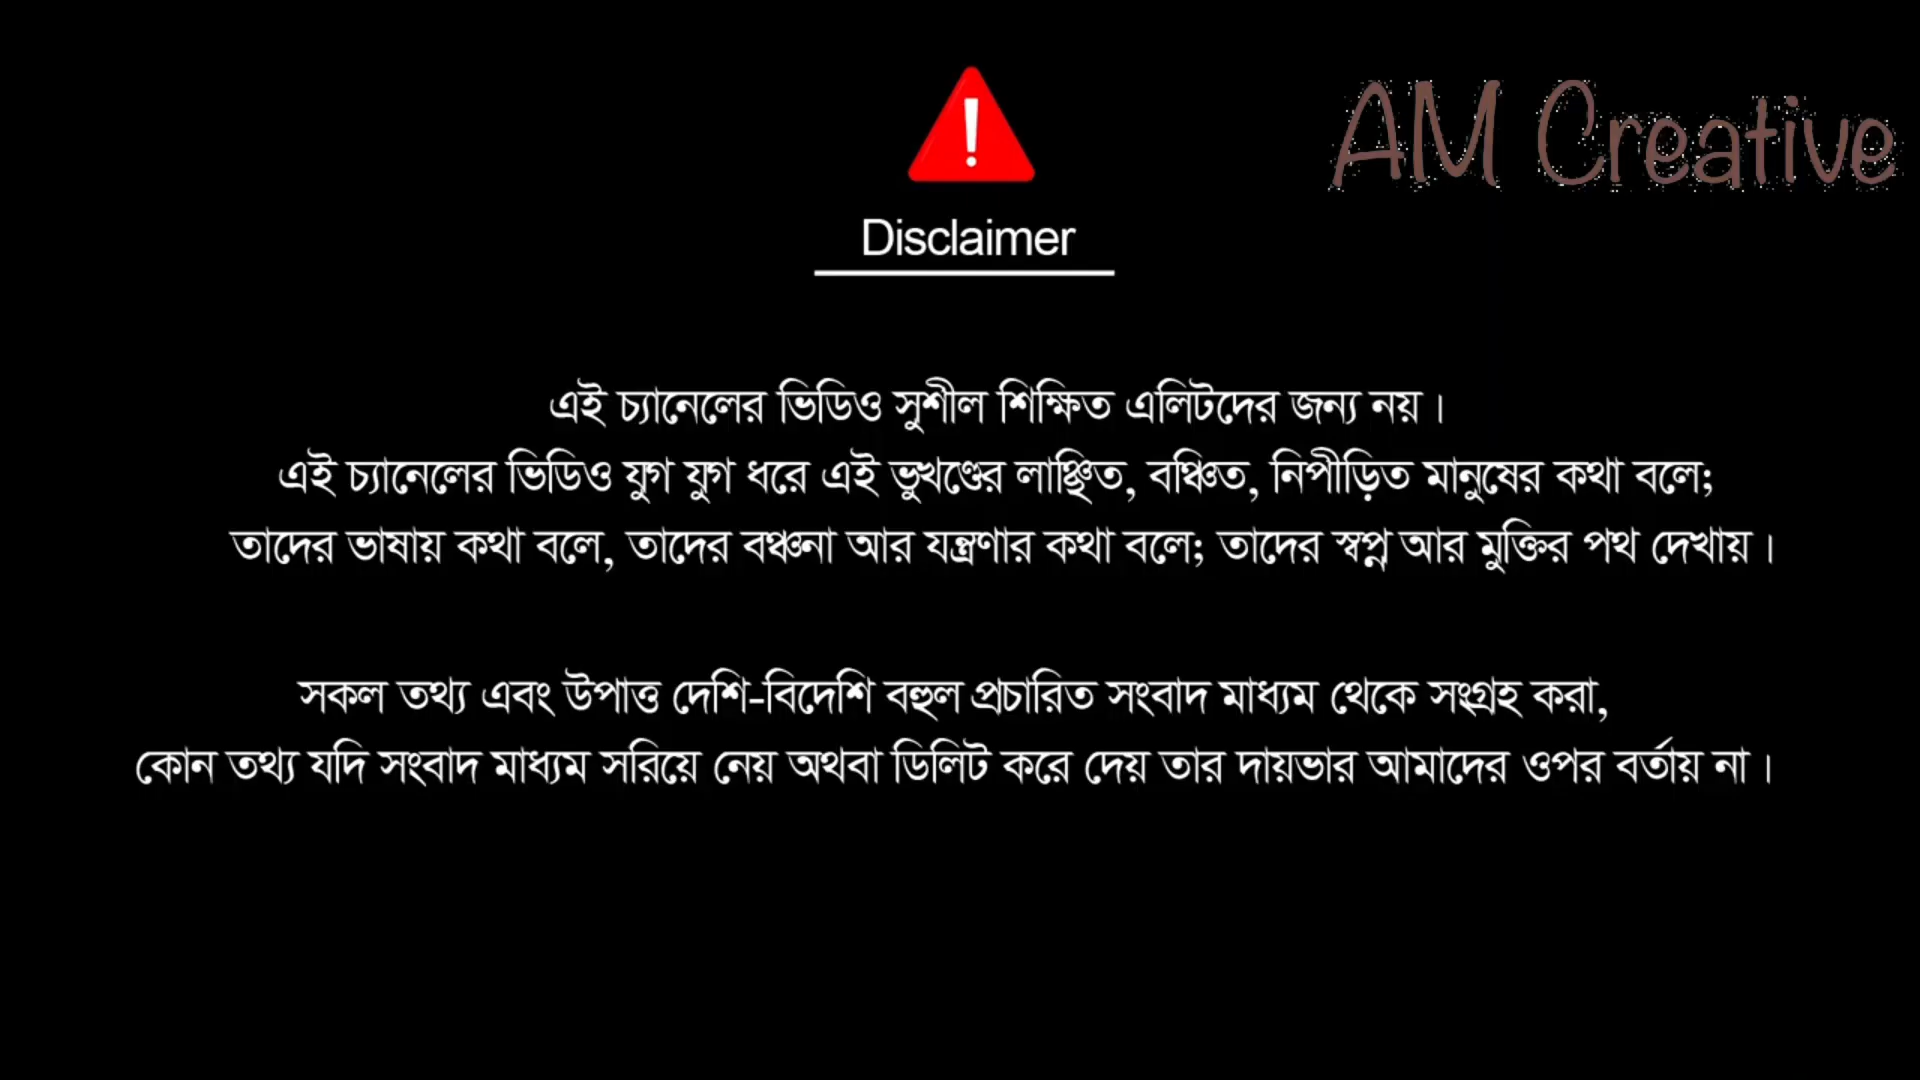 AM Creative
Disclaimer
এই চ্যানেলের ভিডিও সুশীল শিক্ষিত এলিটদের জন্য নয়।
এই চ্যানেলের ভিডিও যুগ যুগ ধরে এই ভুখণ্ডের লাঞ্ছিত, বঞ্চিত, নিপীড়িত মানুষের কথা বলে;
তাদের ভাষায় কথা বলে, তাদের বঞ্চনা আর যন্ত্রণার কথা বলে; তাদের স্বপ্ন আর মুক্তির পথ দেখায়।
সকল তথ্য এবং উপাত্ত দেশি-বিদেশি বহুল প্রচারিত সংবাদ মাধ্যম থেকে সংগ্রহ করা,
কোন তথ্য যদি সংবাদ মাধ্যম সরিয়ে নেয় অথবা ডিলিট করে দেয় তার দায়ভার আমাদের ওপর বর্তায় না।